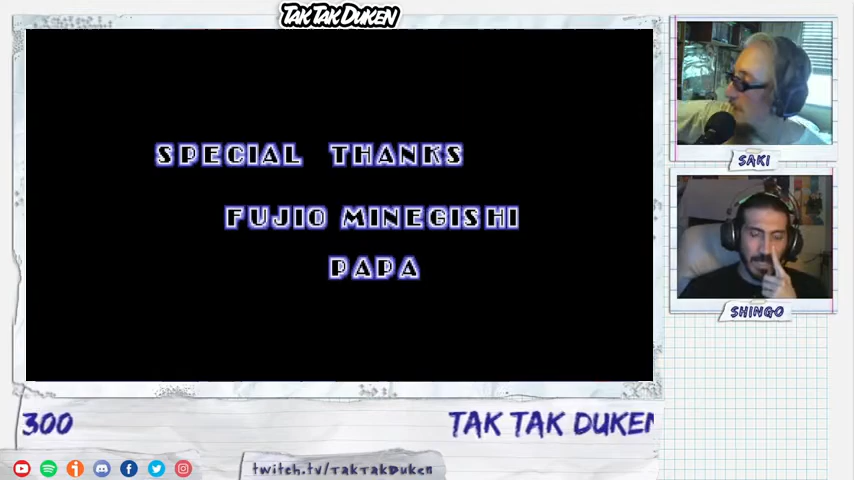 TAK TAK DUKEN
SPECIAL THANKS
FUJIO MINEGISHI
PAPA
SAKI
SHINGO
300
TAK TAK DUKEN
twitch.tv/TAKTAKDUKEN